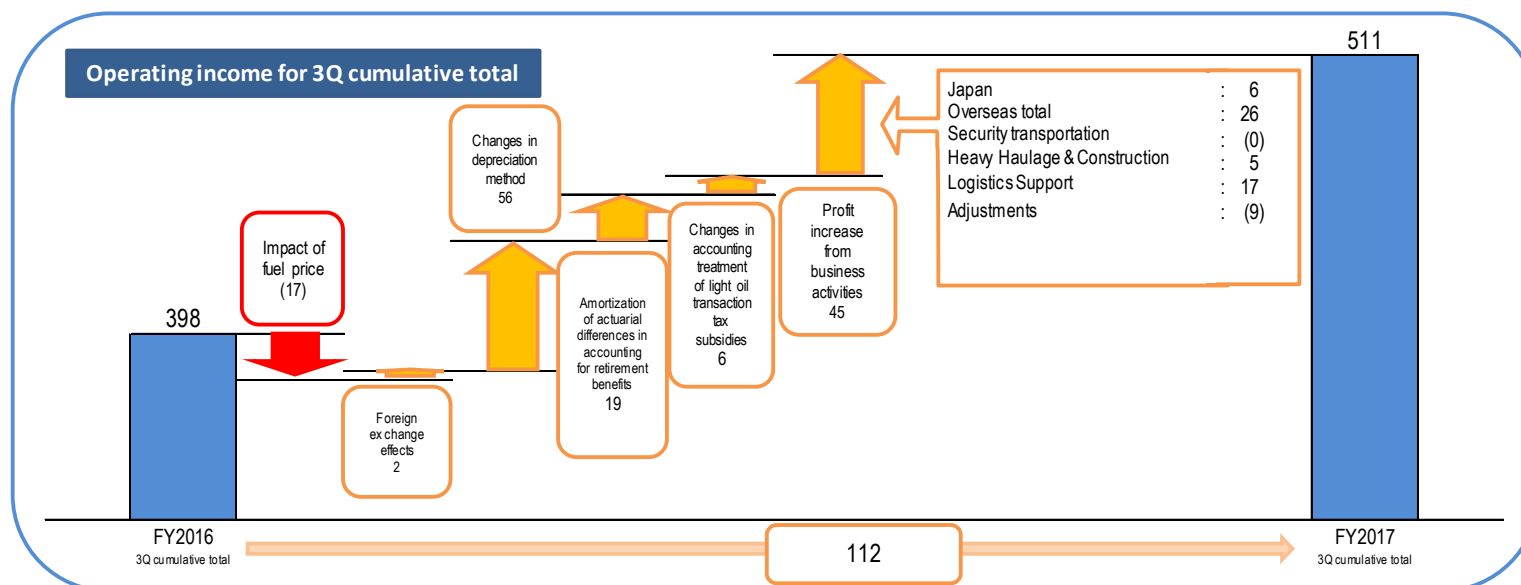 Operating income for 3Q cumulative total
511
Japan : 6
Overseas total : 26
Security transportation : (0)
Heavy Haulage & Construction : 5
Logistics Support : 17
Adjustments : (9)
Changes in
depreciation
method
56
Impact of
fuel price
(17)
398
Foreign
ex change
effects
2
Amortization
of actuarial
differences in
accounting
for retirement
benefits
19
Changes in
accounting
treatment
of light oil
transaction
tax
subsidies
6
Profit
increase
from
business
activities
45
FY2016
3Q cumulative total
112
FY2017
3Q cumulative total